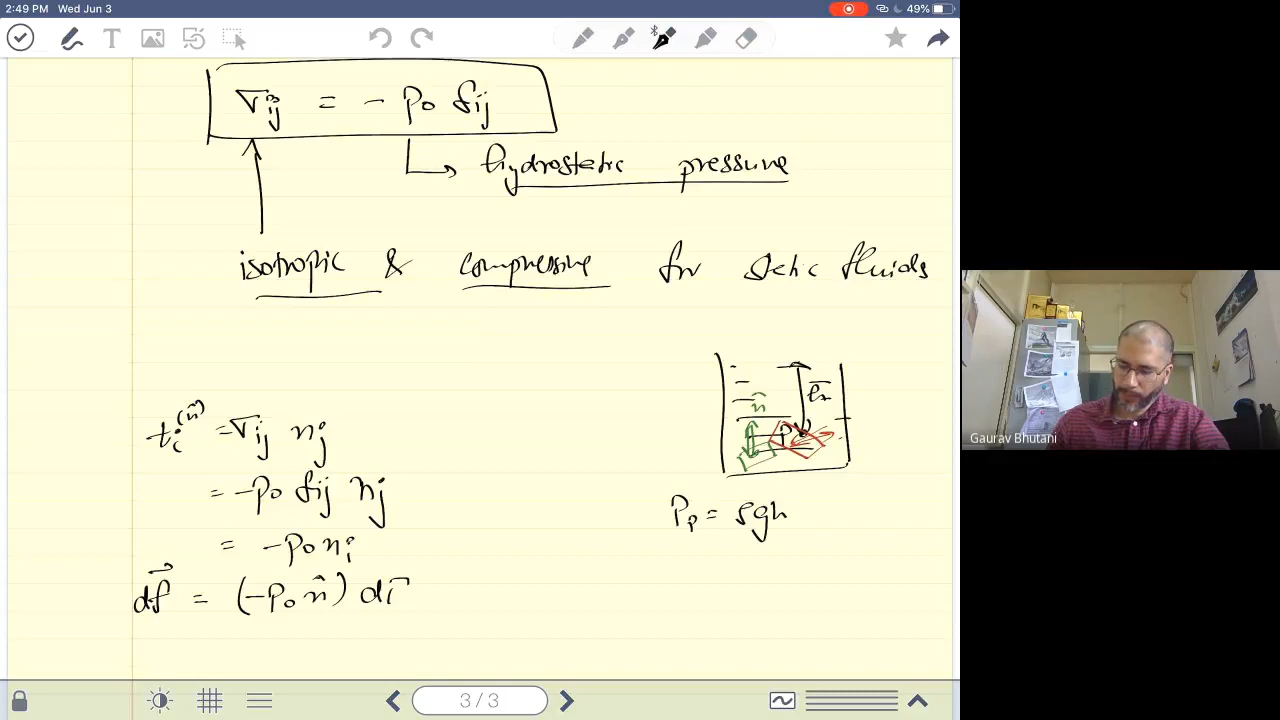 2:49 PM Wed Jun 3
49%
σij = - p₀ δij
hydrostatic pressure
isotropic & compressive for static fluids
tᵢ⁽ⁿ̂⁾ = σij nj
= -p₀ δij nj
= -p₀ nᵢ
n̂
h
P
Pₚ = ρgh
df⃗ = (-p₀ n̂) dΓ
Gaurav Bhutani
3 / 3